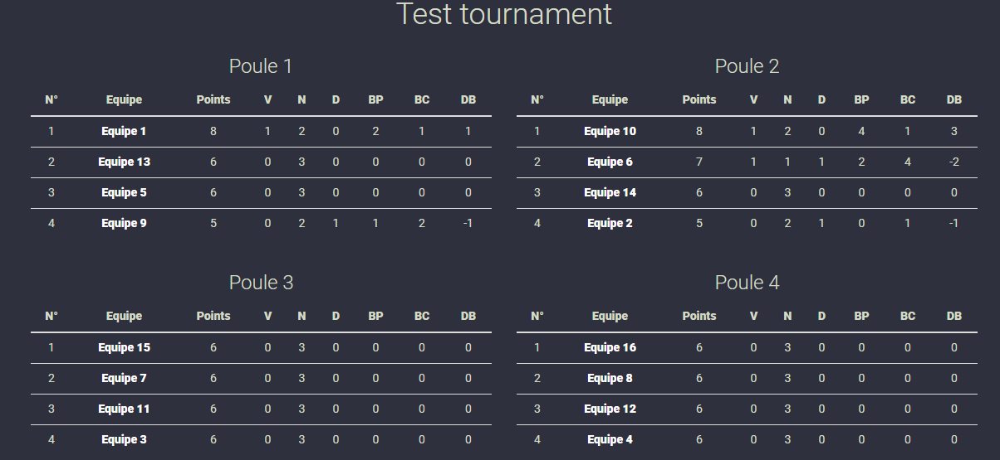 Test tournament
Poule 1
N° Equipe Points V N D BP BC DB
1 Equipe 1 8 1 2 0 2 1 1
2 Equipe 13 6 0 3 0 0 0 0
3 Equipe 5 6 0 3 0 0 0 0
4 Equipe 9 5 0 2 1 1 2 -1
Poule 2
N° Equipe Points V N D BP BC DB
1 Equipe 10 8 1 2 0 4 1 3
2 Equipe 6 7 1 1 1 2 4 -2
3 Equipe 14 6 0 3 0 0 0 0
4 Equipe 2 5 0 2 1 0 1 -1
Poule 3
N° Equipe Points V N D BP BC DB
1 Equipe 15 6 0 3 0 0 0 0
2 Equipe 7 6 0 3 0 0 0 0
3 Equipe 11 6 0 3 0 0 0 0
4 Equipe 3 6 0 3 0 0 0 0
Poule 4
N° Equipe Points V N D BP BC DB
1 Equipe 16 6 0 3 0 0 0 0
2 Equipe 8 6 0 3 0 0 0 0
3 Equipe 12 6 0 3 0 0 0 0
4 Equipe 4 6 0 3 0 0 0 0